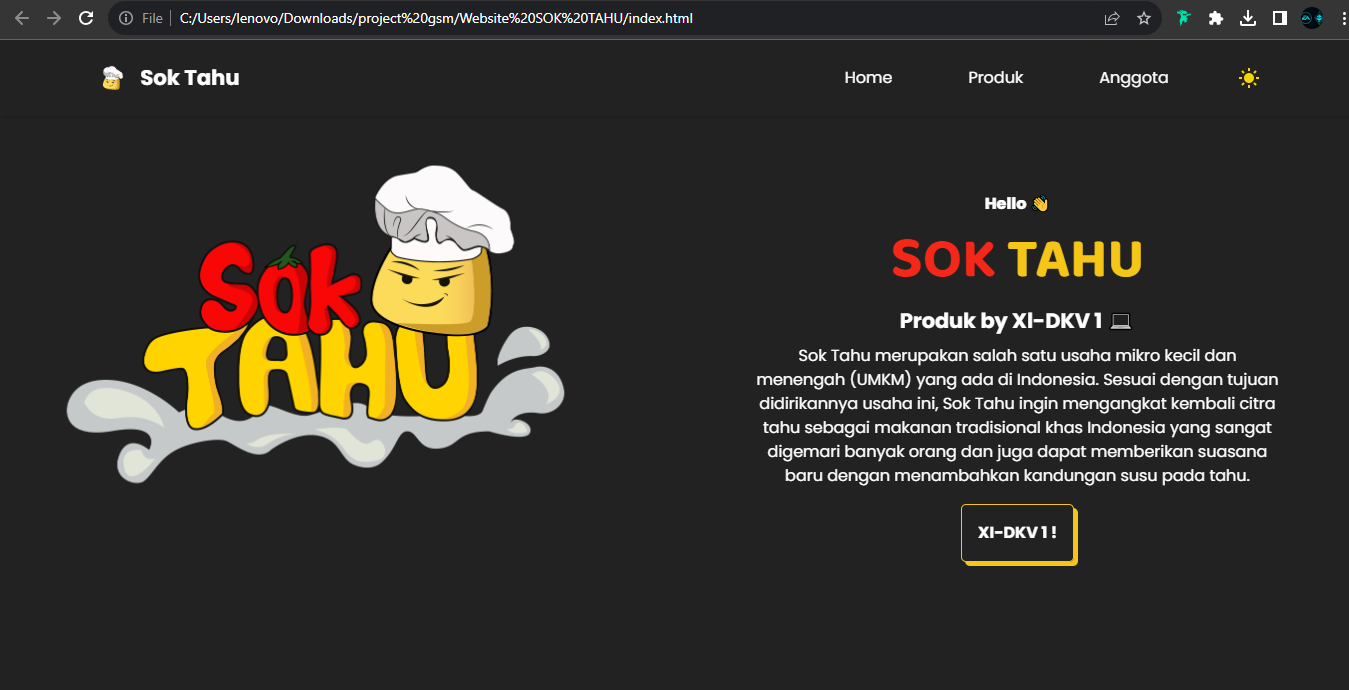 File
C:/Users/lenovo/Downloads/project%20gsm/Website%20SOK%20TAHU/index.html
Sok Tahu
Home
Produk
Anggota
Sok
TAHU
Hello 👋
SOK TAHU
Produk by XI-DKV 1 💻
Sok Tahu merupakan salah satu usaha mikro kecil dan
menengah (UMKM) yang ada di Indonesia. Sesuai dengan tujuan
didirikannya usaha ini, Sok Tahu ingin mengangkat kembali citra
tahu sebagai makanan tradisional khas Indonesia yang sangat
digemari banyak orang dan juga dapat memberikan suasana
baru dengan menambahkan kandungan susu pada tahu.
XI-DKV 1 !